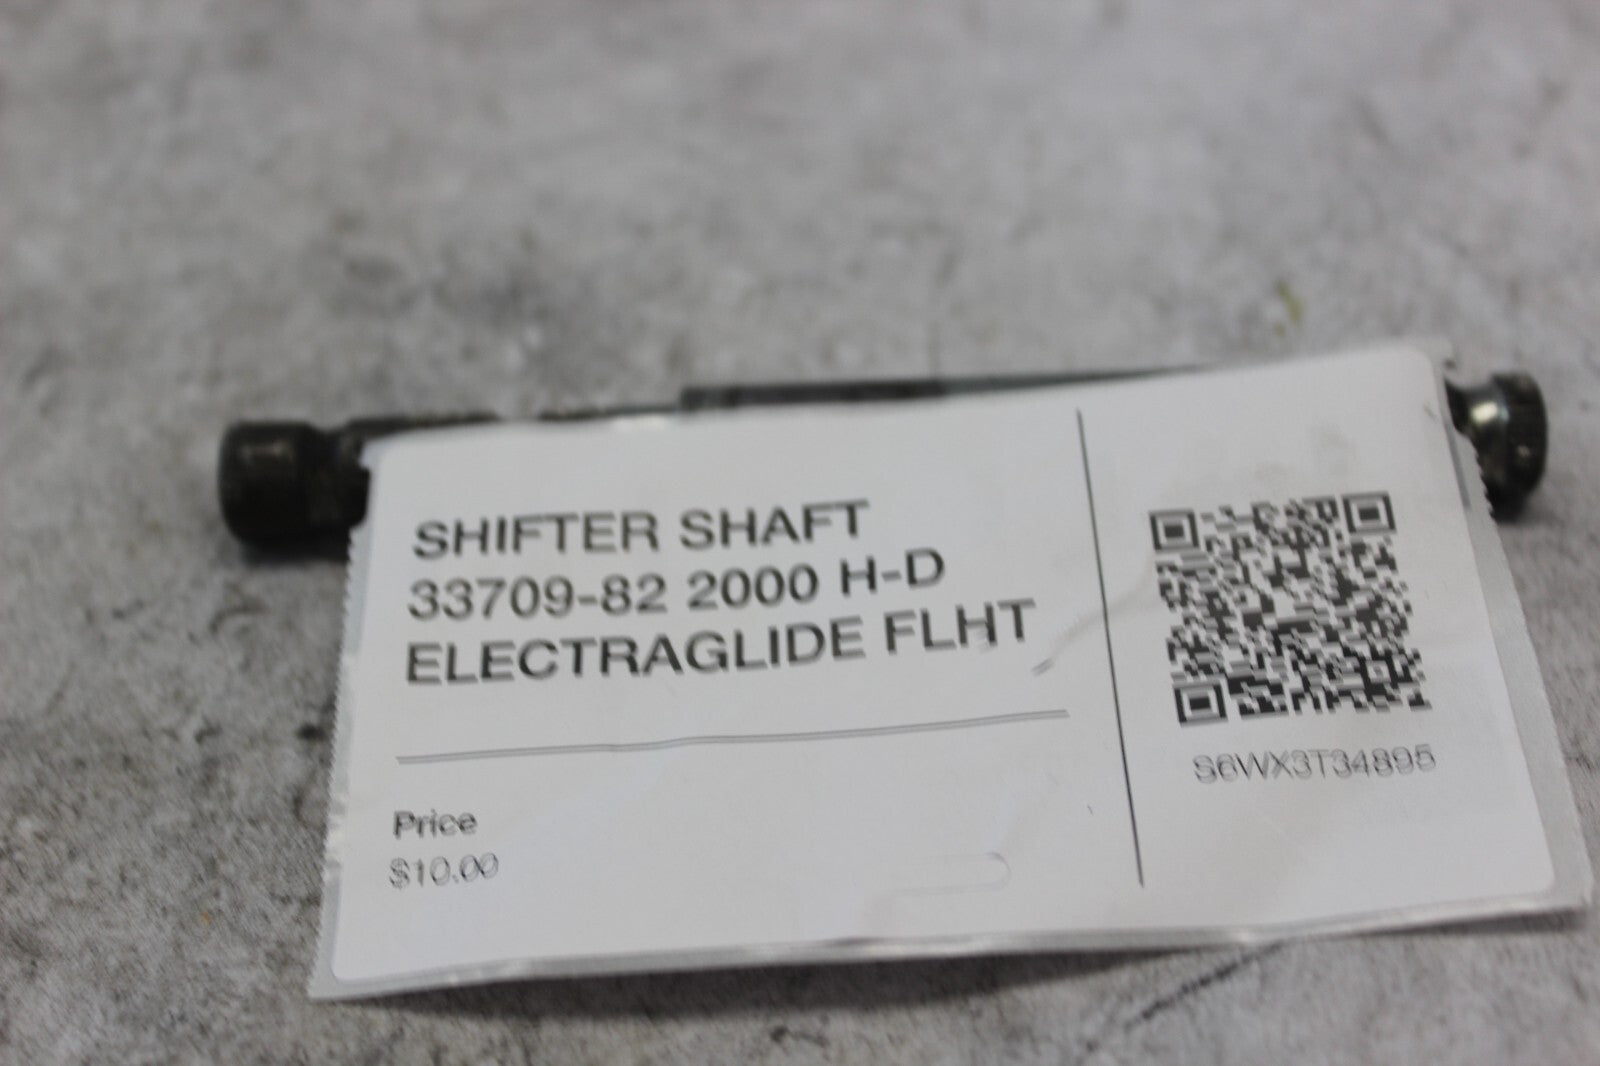 SHIFTER SHAFT
33709-82 2000 H-D
ELECTRAGLIDE FLHT
Price
$10.00
S6WX3T34895